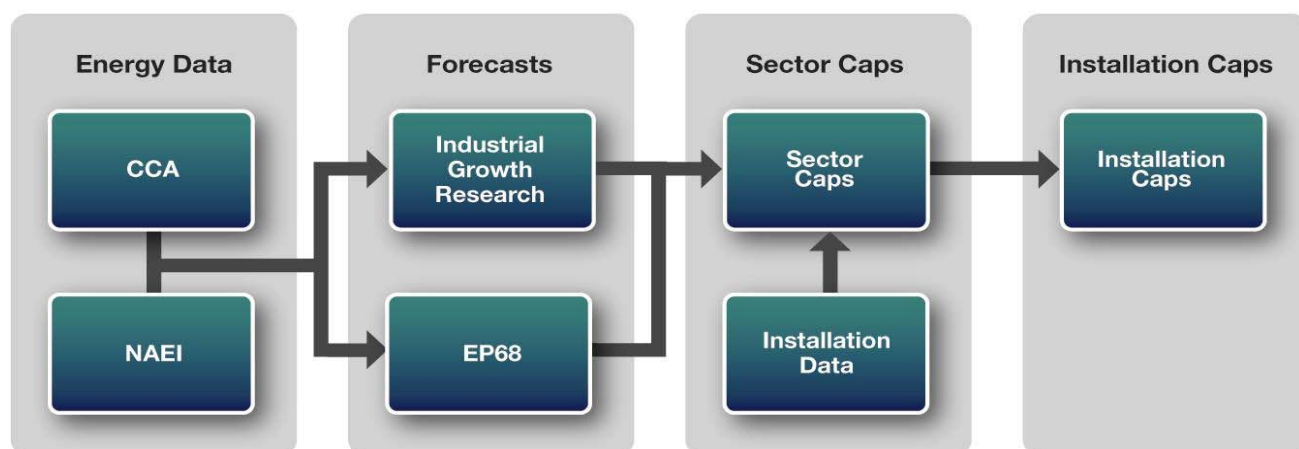 Energy Data
CCA
NAEI
Forecasts
Industrial
Growth
Research
EP68
Sector Caps
Sector
Caps
Installation
Data
Installation Caps
Installation
Caps